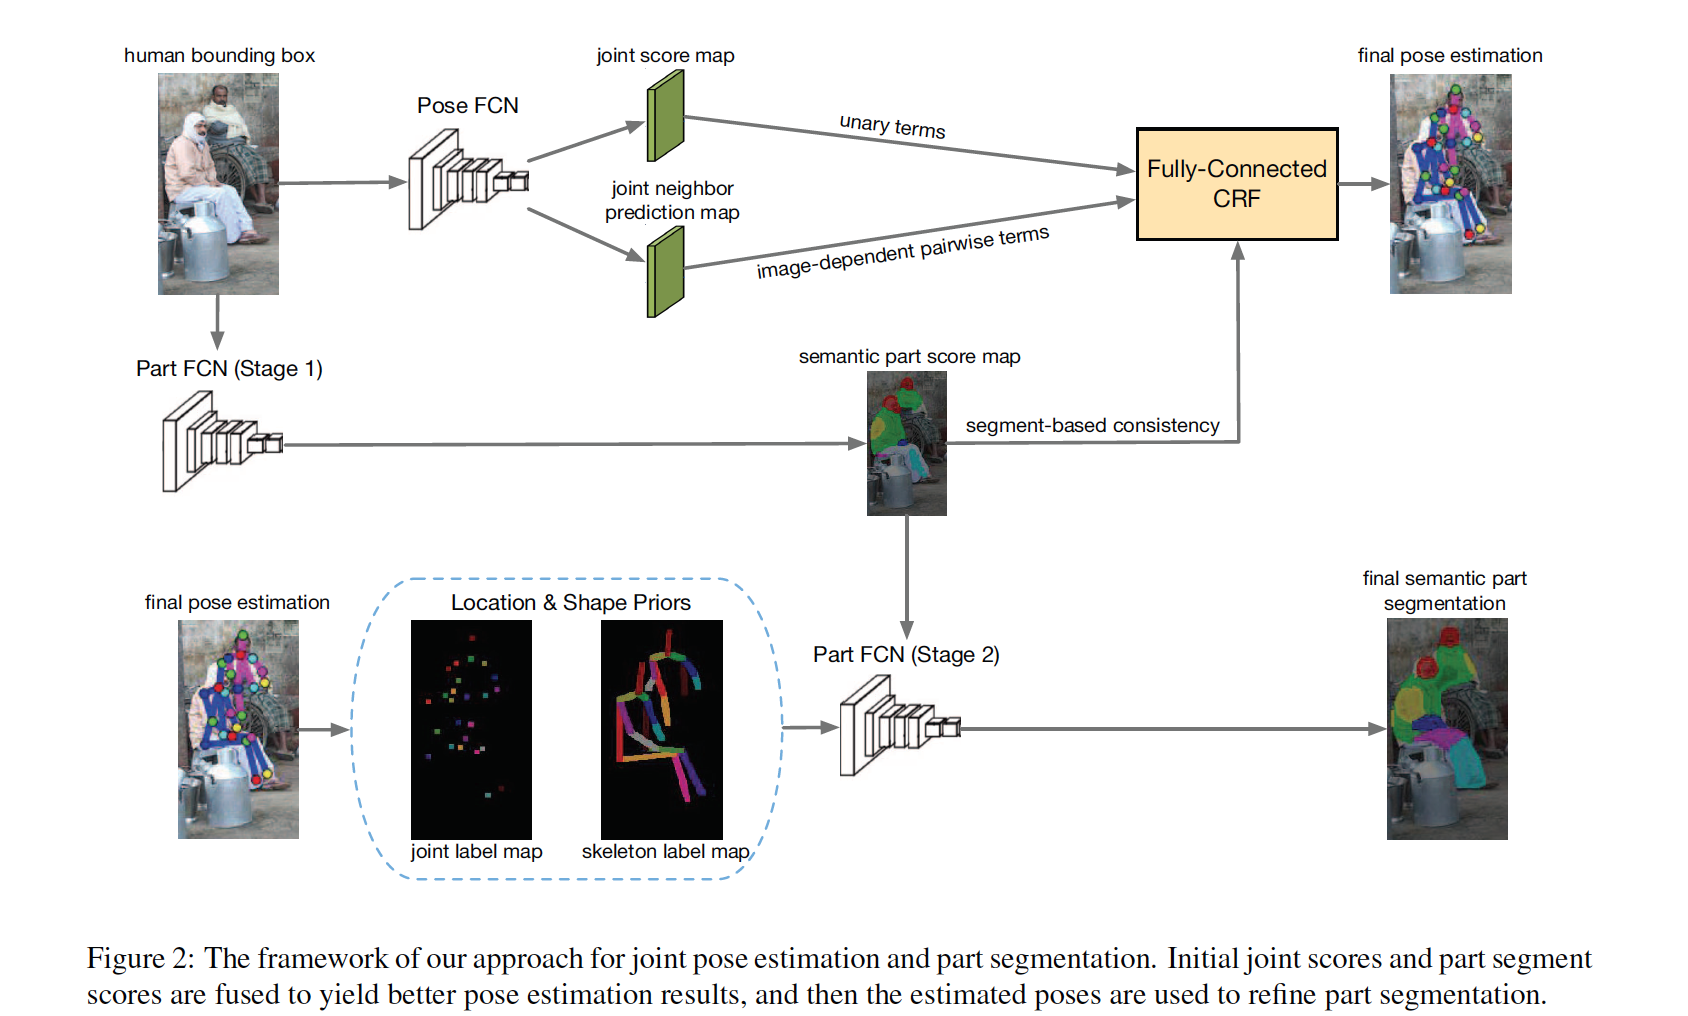 human bounding box
joint score map
final pose estimation
Pose FCN
unary terms
Fully-Connected
CRF
joint neighbor
prediction map
image-dependent pairwise terms
Part FCN (Stage 1)
semantic part score map
segment-based consistency
final pose estimation
Location & Shape Priors
joint label map
skeleton label map
Part FCN (Stage 2)
final semantic part
segmentation
Figure 2: The framework of our approach for joint pose estimation and part segmentation. Initial joint scores and part segment
scores are fused to yield better pose estimation results, and then the estimated poses are used to refine part segmentation.